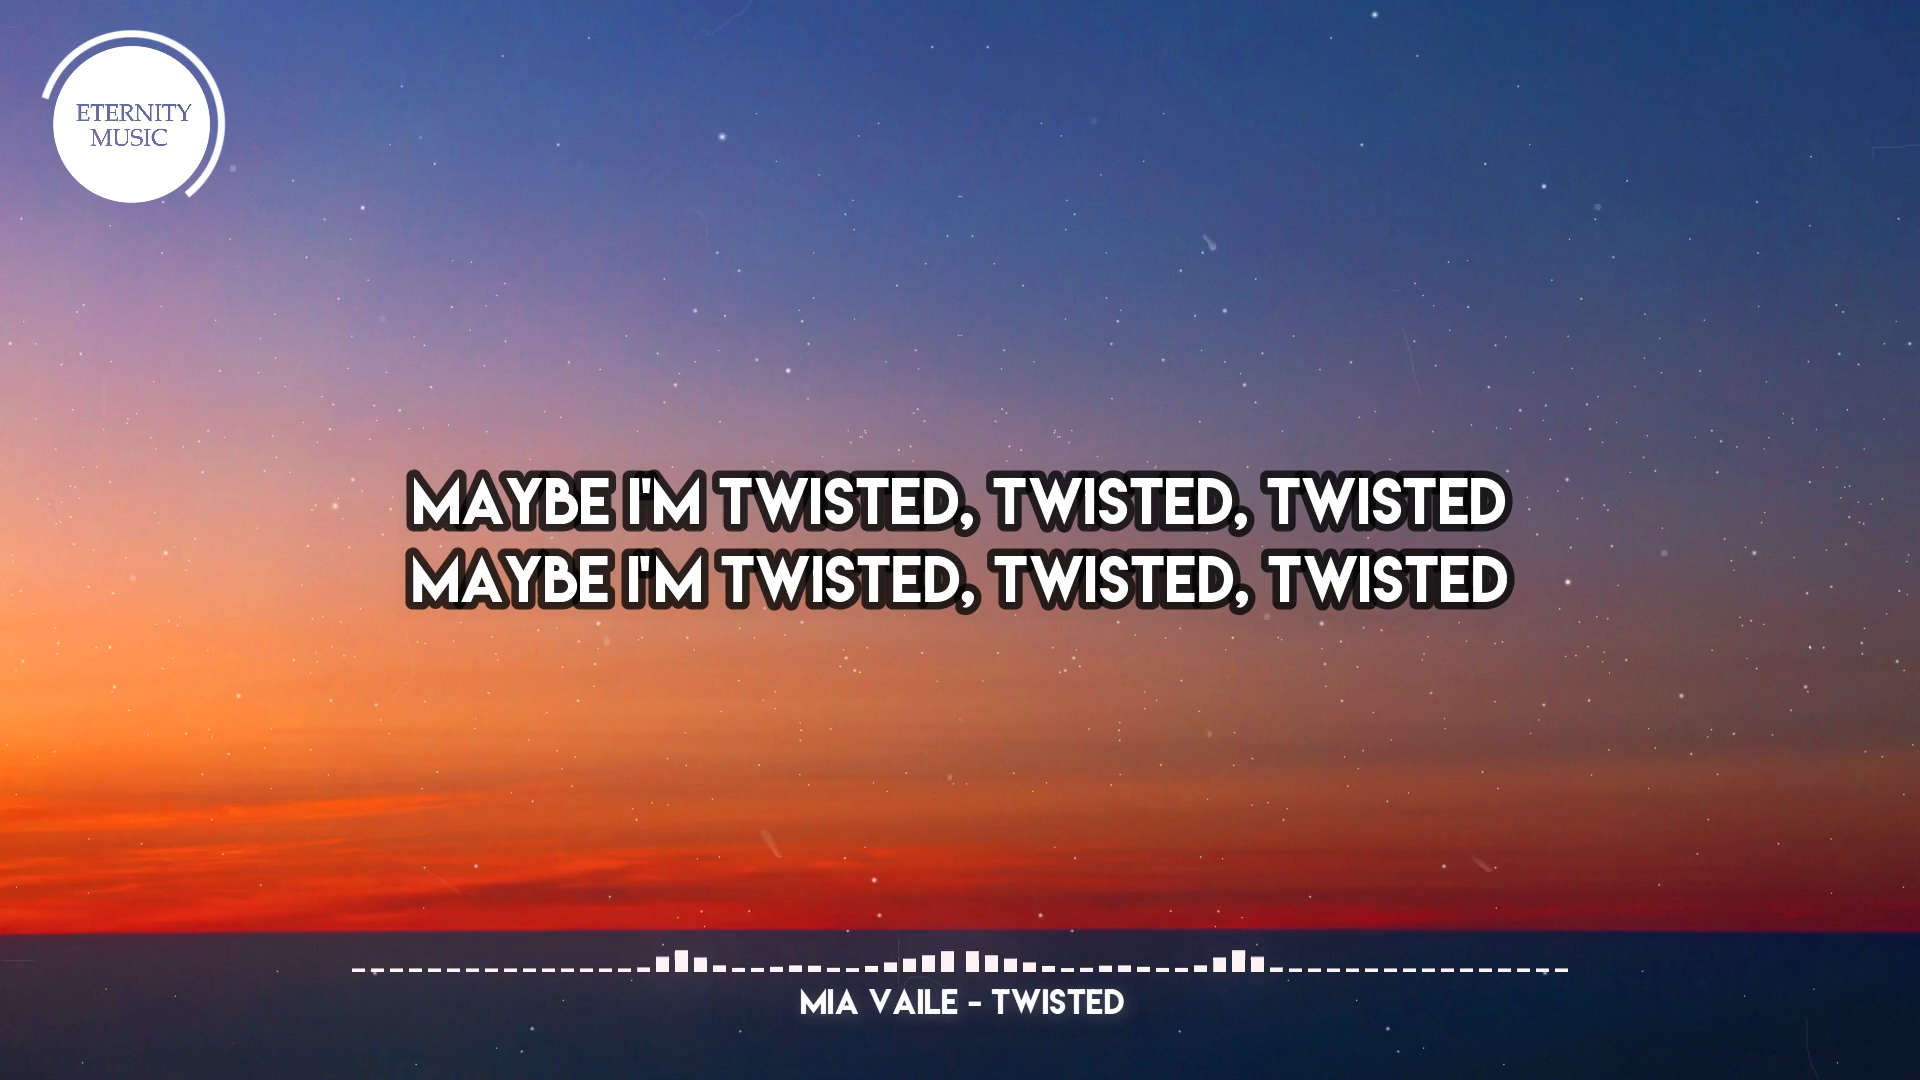 ETERNITY
MUSIC
MAYBE I'M TWISTED, TWISTED, TWISTED
MAYBE I'M TWISTED, TWISTED, TWISTED
MIA VAILE - TWISTED